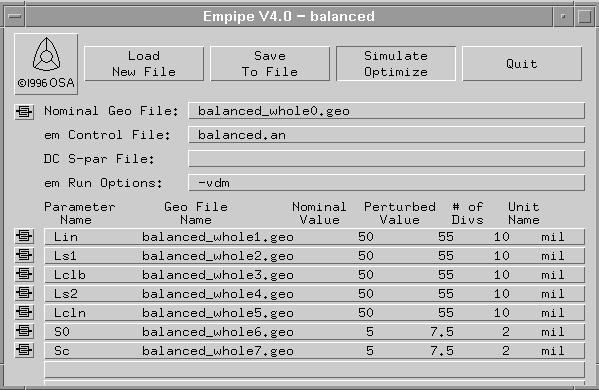 Empipe V4.0 - balanced
©1996 OSA
Load
New File
Save
To File
Simulate
Optimize
Quit
Nominal Geo File: balanced_whole0.geo
em Control File: balanced.an
DC S-par File:
em Run Options: -vdm
Parameter Geo File Nominal Perturbed # of Unit
Name Name Value Value Divs Name
Lin balanced_whole1.geo 50 55 10 mil
Ls1 balanced_whole2.geo 50 55 10 mil
Lclb balanced_whole3.geo 50 55 10 mil
Ls2 balanced_whole4.geo 50 55 10 mil
Lcln balanced_whole5.geo 50 55 10 mil
S0 balanced_whole6.geo 5 7.5 2 mil
Sc balanced_whole7.geo 5 7.5 2 mil